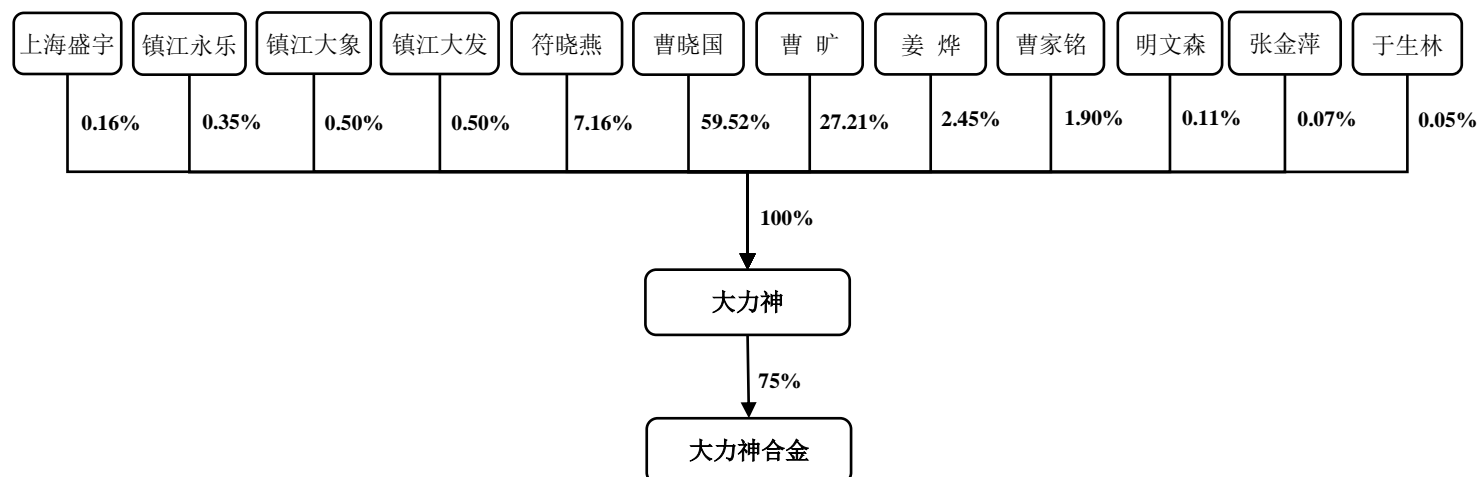 上海盛宇 镇江永乐 镇江大象 镇江大发 符晓燕 曹晓国 曹 旷 姜 烨 曹家铭 明文森 张金萍 于生林
0.16% 0.35% 0.50% 0.50% 7.16% 59.52% 27.21% 2.45% 1.90% 0.11% 0.07% 0.05%
100%
大力神
75%
大力神合金